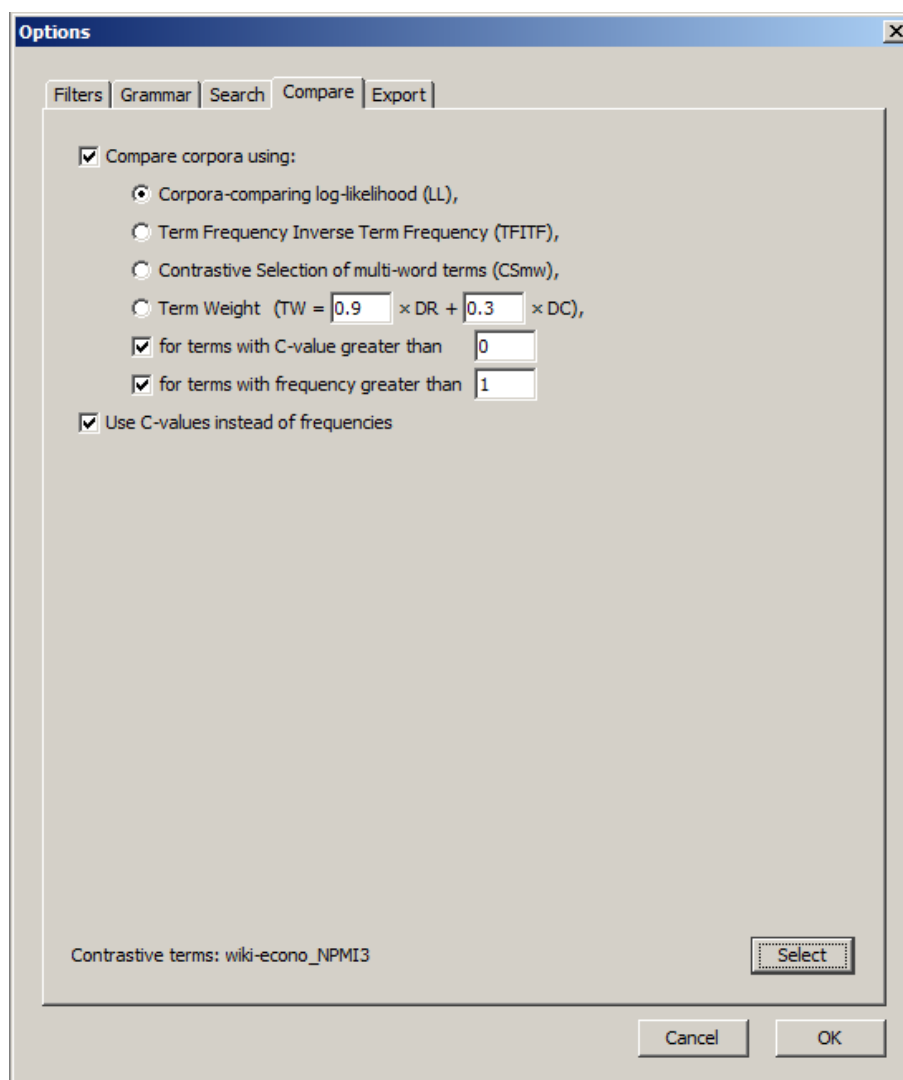 Options
Filters Grammar Search Compare Export
Compare corpora using:
Corpora-comparing log-likelihood (LL),
Term Frequency Inverse Term Frequency (TFITF),
Contrastive Selection of multi-word terms (CSmw),
Term Weight (TW = 0.9 × DR + 0.3 × DC),
for terms with C-value greater than 0
for terms with frequency greater than 1
Use C-values instead of frequencies
Contrastive terms: wiki-econo_NPMI3 Select
Cancel OK